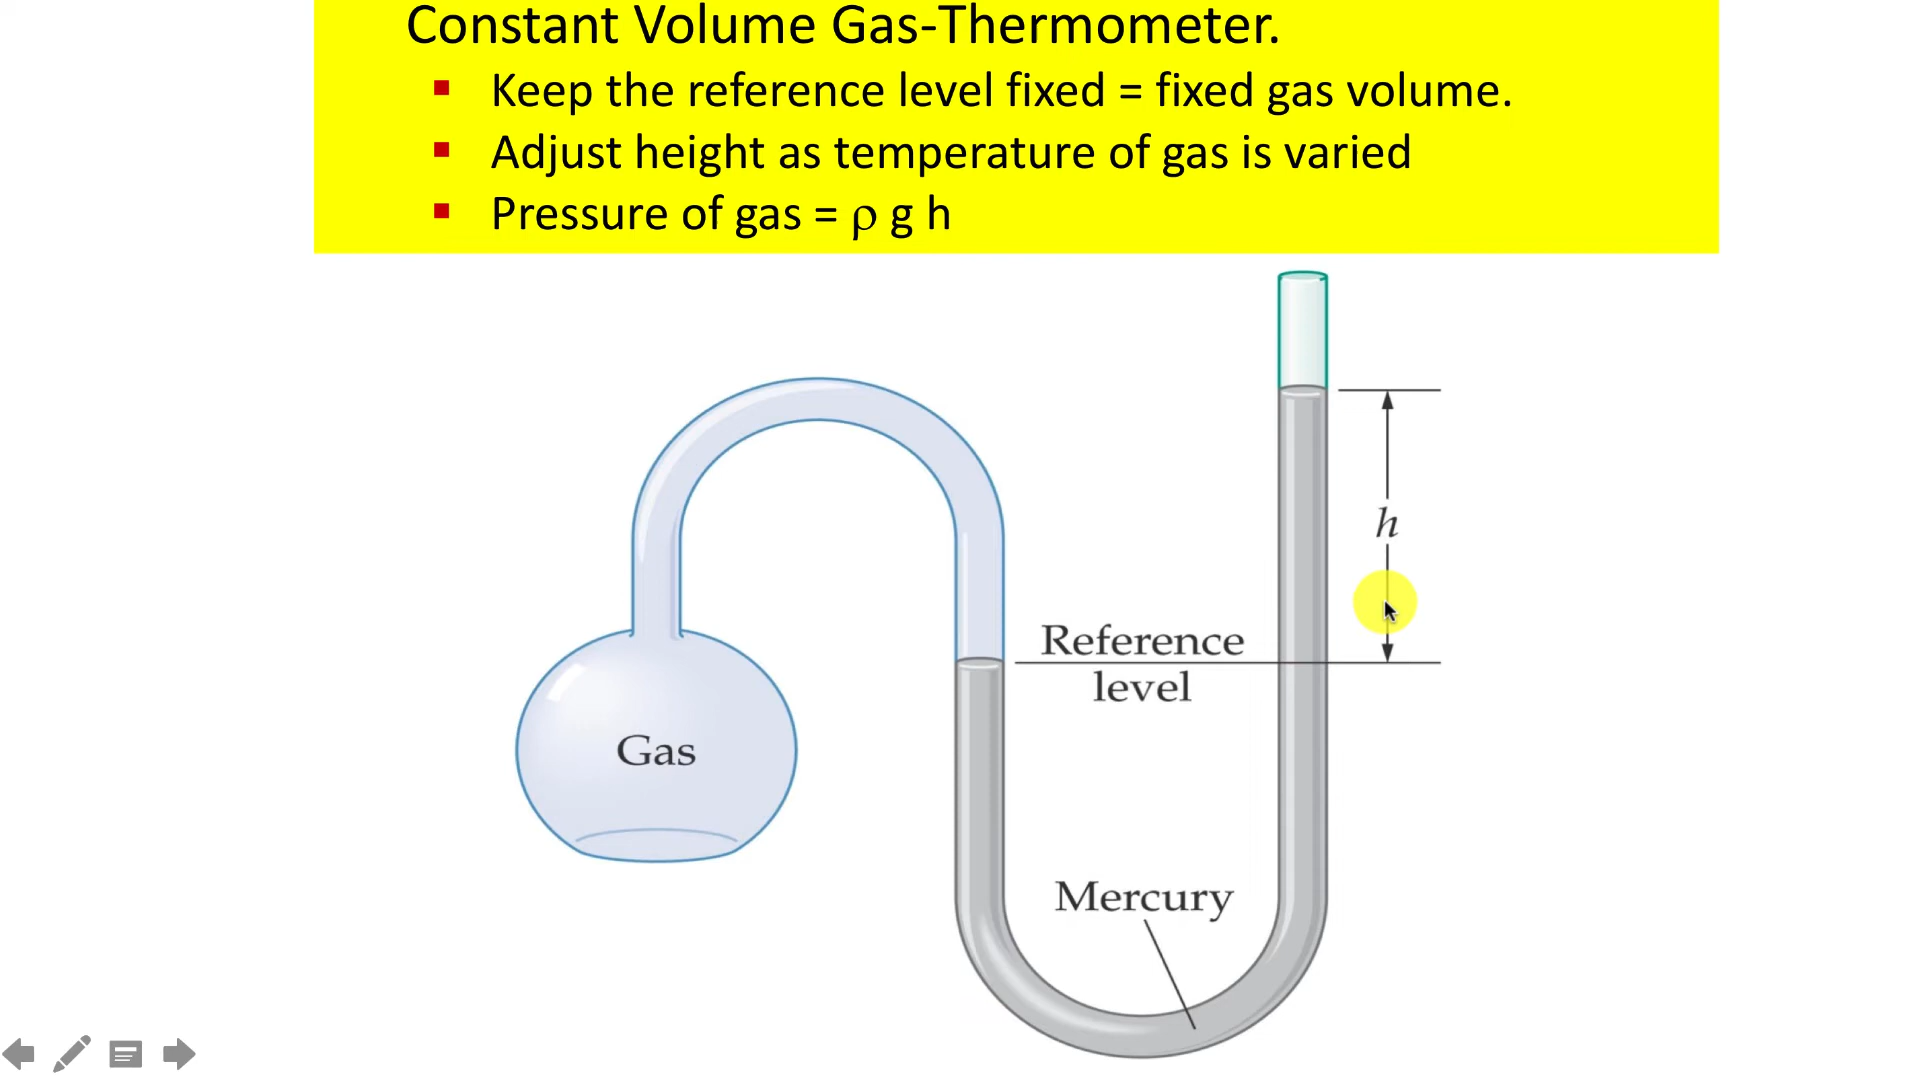 Constant Volume Gas-Thermometer.
▪ Keep the reference level fixed = fixed gas volume.
▪ Adjust height as temperature of gas is varied
▪ Pressure of gas = ρ g h
h
Reference
level
Gas
Mercury